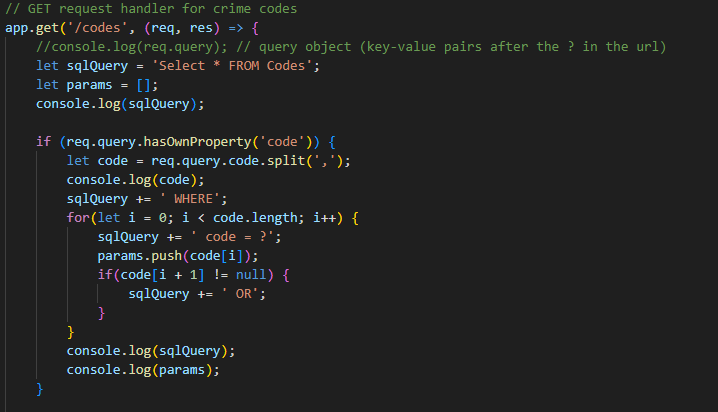 // GET request handler for crime codes
app.get('/codes', (req, res) => {
    //console.log(req.query); // query object (key-value pairs after the ? in the url)
    let sqlQuery = 'Select * FROM Codes';
    let params = [];
    console.log(sqlQuery);

    if (req.query.hasOwnProperty('code')) {
        let code = req.query.code.split(',');
        console.log(code);
        sqlQuery += ' WHERE';
        for(let i = 0; i < code.length; i++) {
            sqlQuery += ' code = ?';
            params.push(code[i]);
            if(code[i + 1] != null) {
                sqlQuery += ' OR';
            }
        }
        console.log(sqlQuery);
        console.log(params);
    }